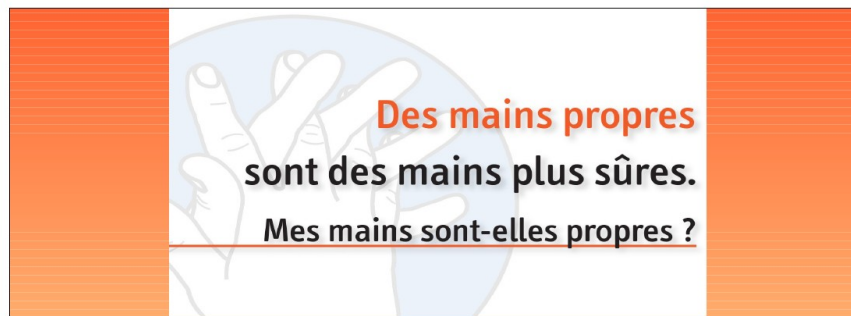 Des mains propres
sont des mains plus sûres.
Mes mains sont-elles propres ?